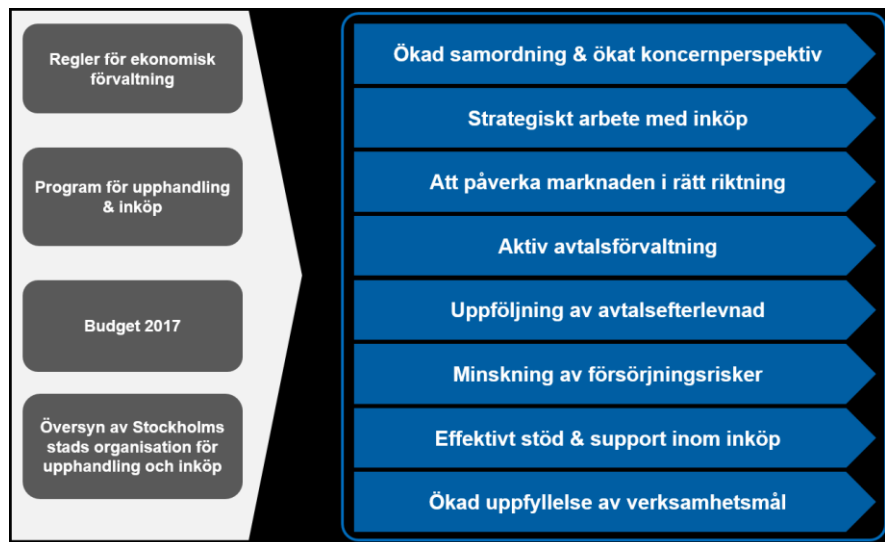 Regler för ekonomisk
förvaltning
Program för upphandling
& inköp
Budget 2017
Översyn av Stockholms
stads organisation för
upphandling och inköp
Ökad samordning & ökat koncernperspektiv
Strategiskt arbete med inköp
Att påverka marknaden i rätt riktning
Aktiv avtalsförvaltning
Uppföljning av avtalsefterlevnad
Minskning av försörjningsrisker
Effektivt stöd & support inom inköp
Ökad uppfyllelse av verksamhetsmål